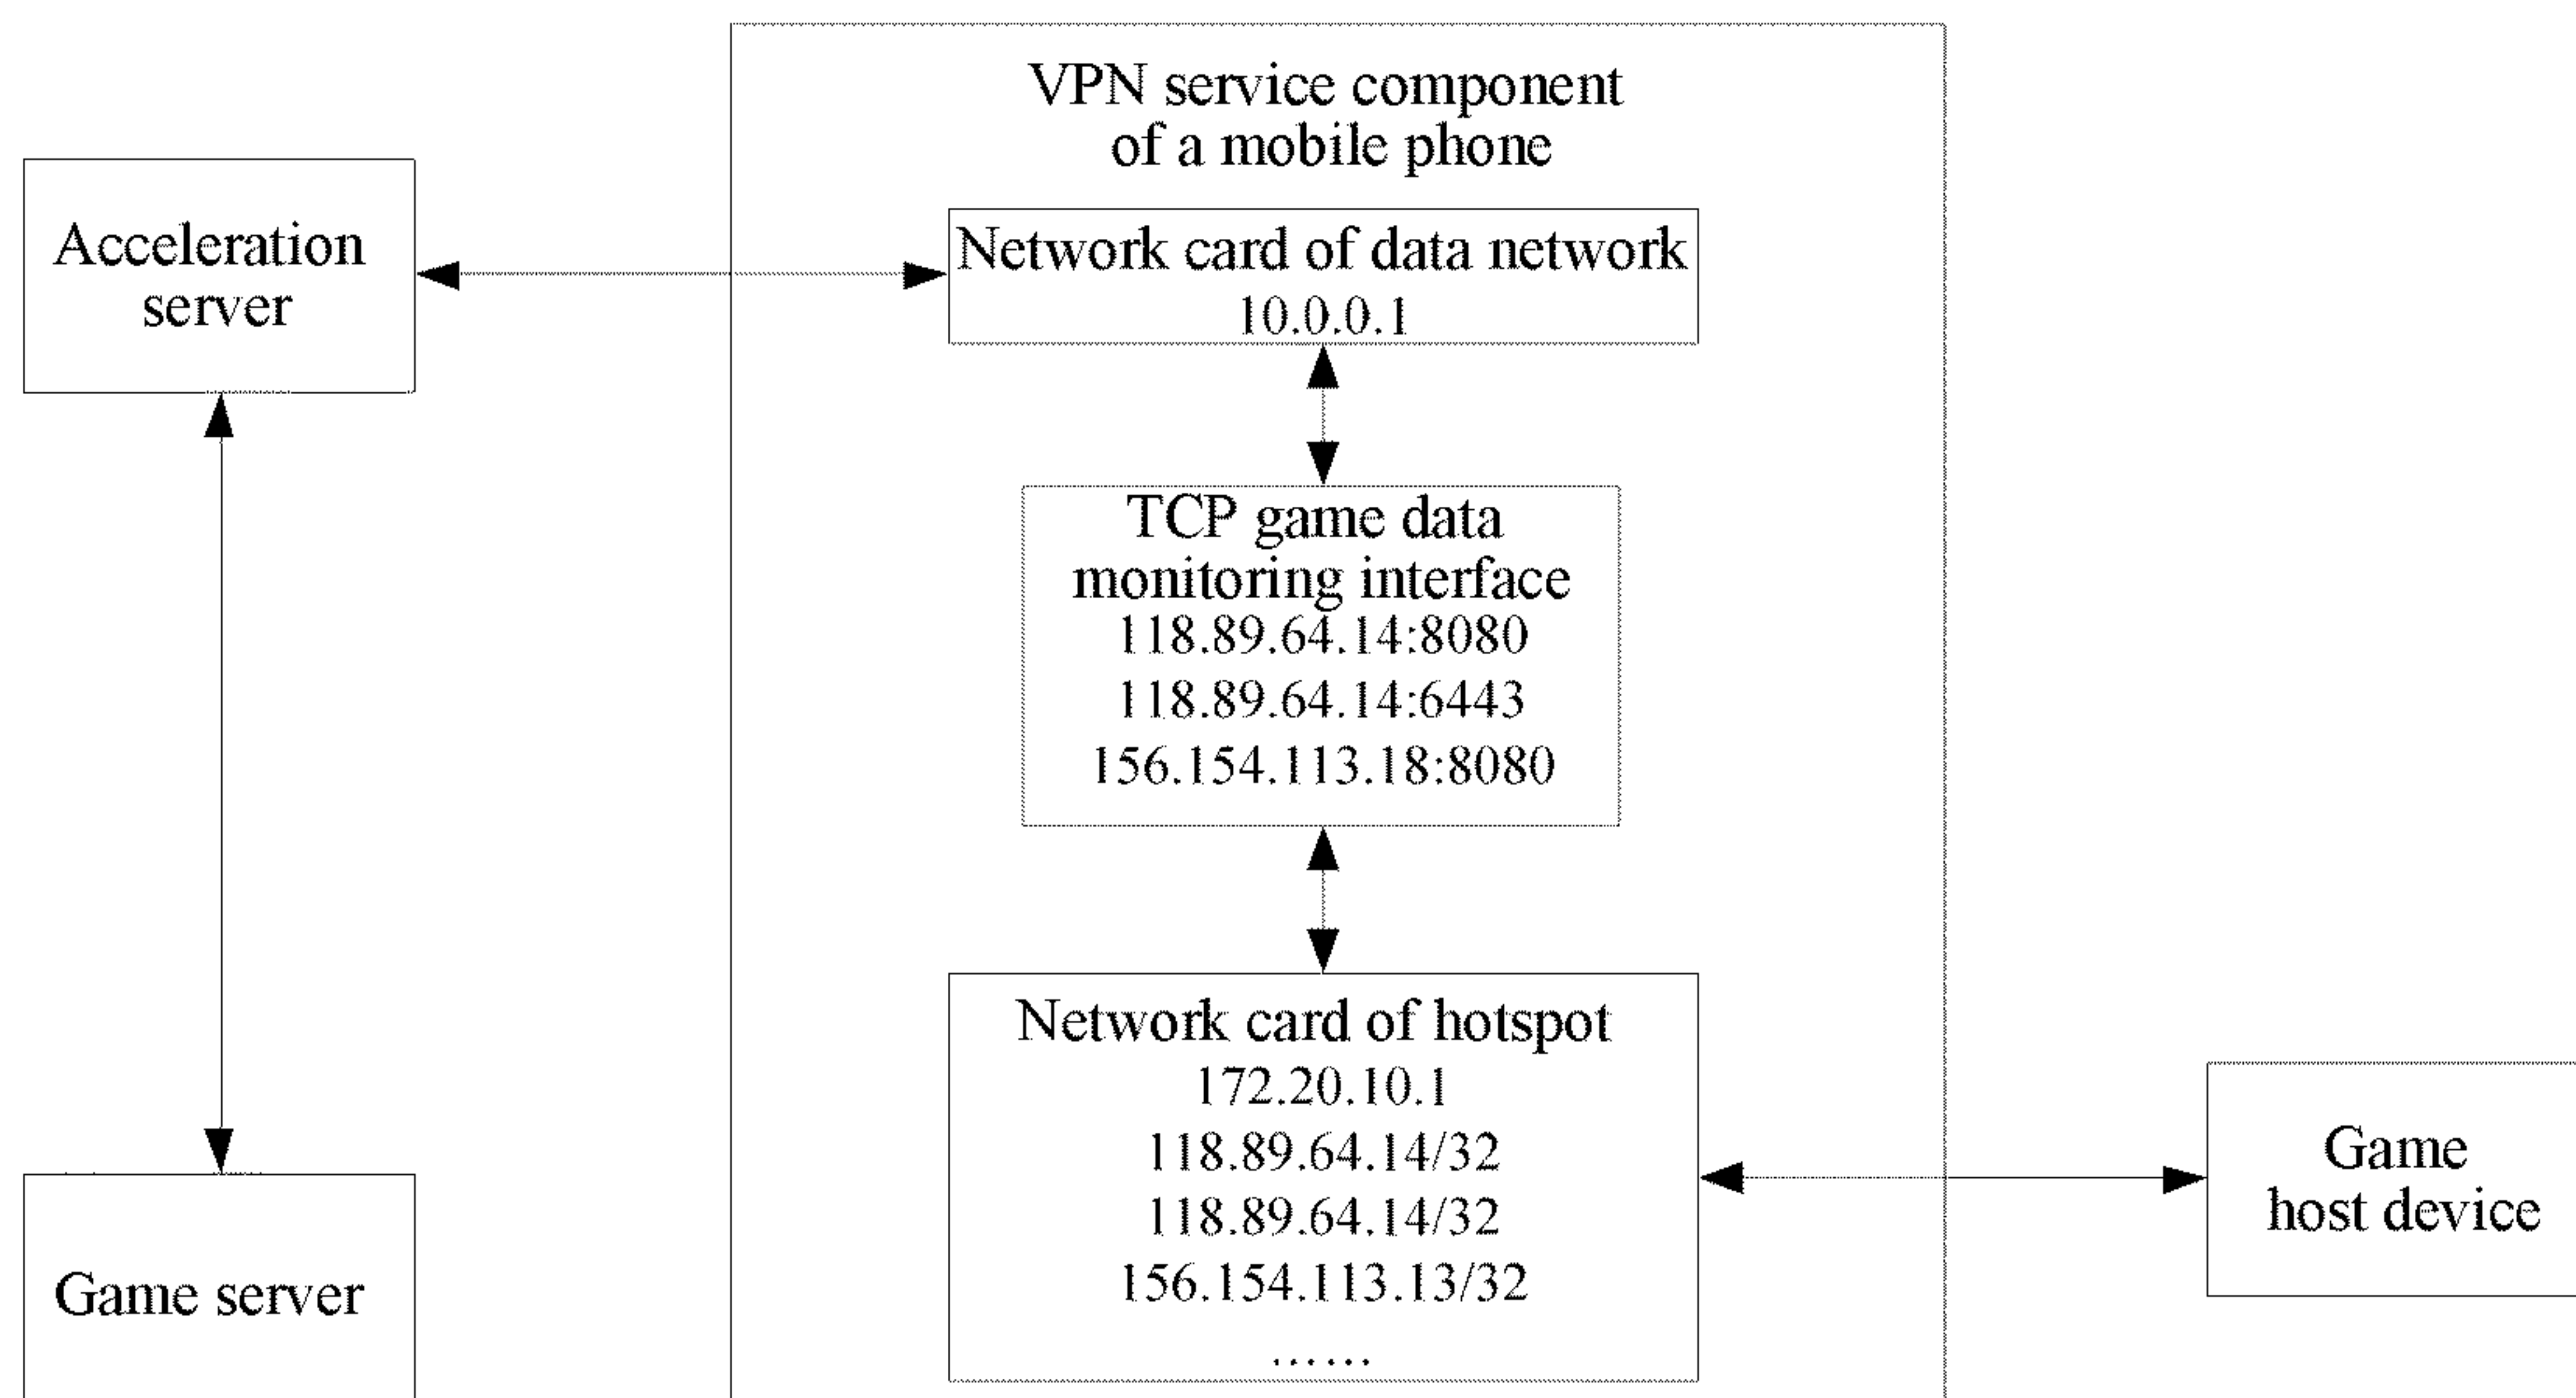 VPN service component
of a mobile phone
Acceleration
server
Network card of data network
10.0.0.1
TCP game data
monitoring interface
118.89.64.14:8080
118.89.64.14:6443
156.154.113.18:8080
Network card of hotspot
172.20.10.1
118.89.64.14/32
118.89.64.14/32
156.154.113.13/32
......
Game
host device
Game server